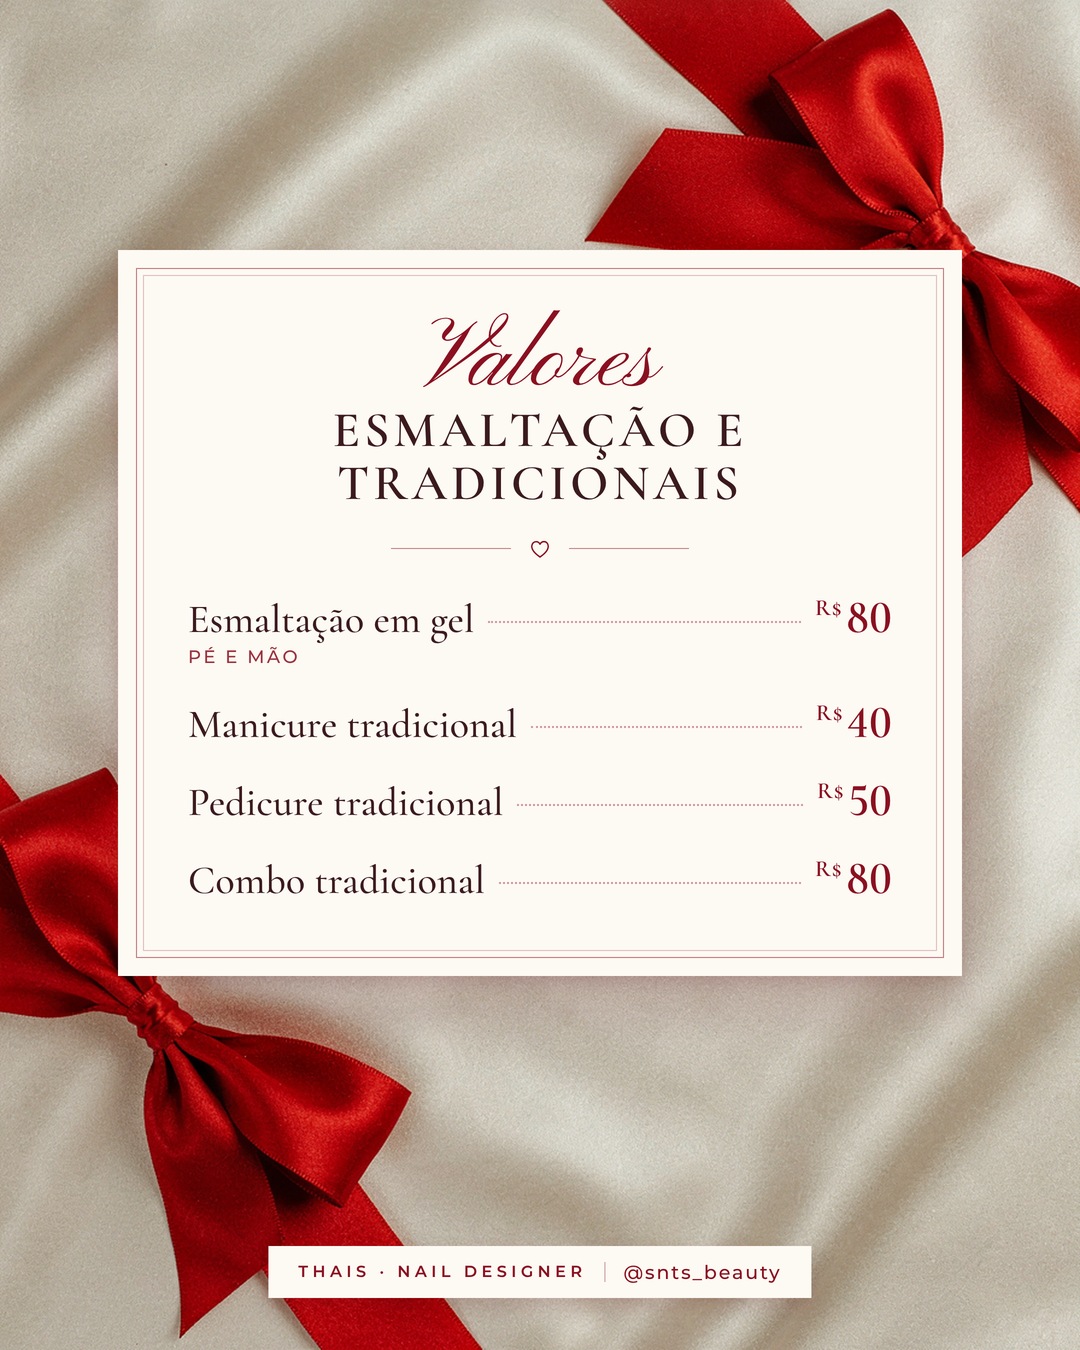 Valores
ESMALTAÇÃO E
TRADICIONAIS
Esmaltação em gel R$ 80
PÉ E MÃO
Manicure tradicional R$ 40
Pedicure tradicional R$ 50
Combo tradicional R$ 80
THAIS · NAIL DESIGNER | @snts_beauty